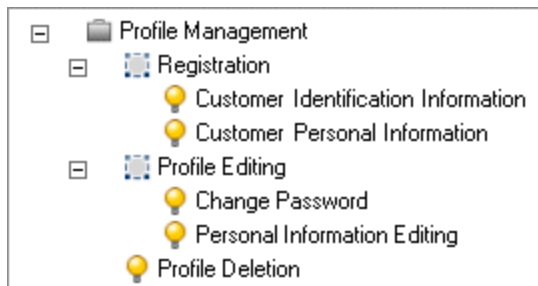 Profile Management
Registration
Customer Identification Information
Customer Personal Information
Profile Editing
Change Password
Personal Information Editing
Profile Deletion